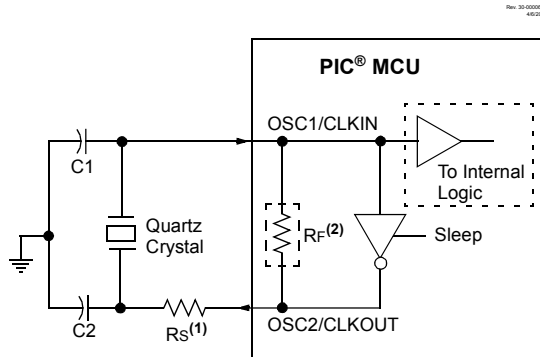 PIC® MCU
OSC1/CLKIN
C1
To Internal
Logic
Quartz
Crystal
RF(2)
Sleep
C2
RS(1)
OSC2/CLKOUT